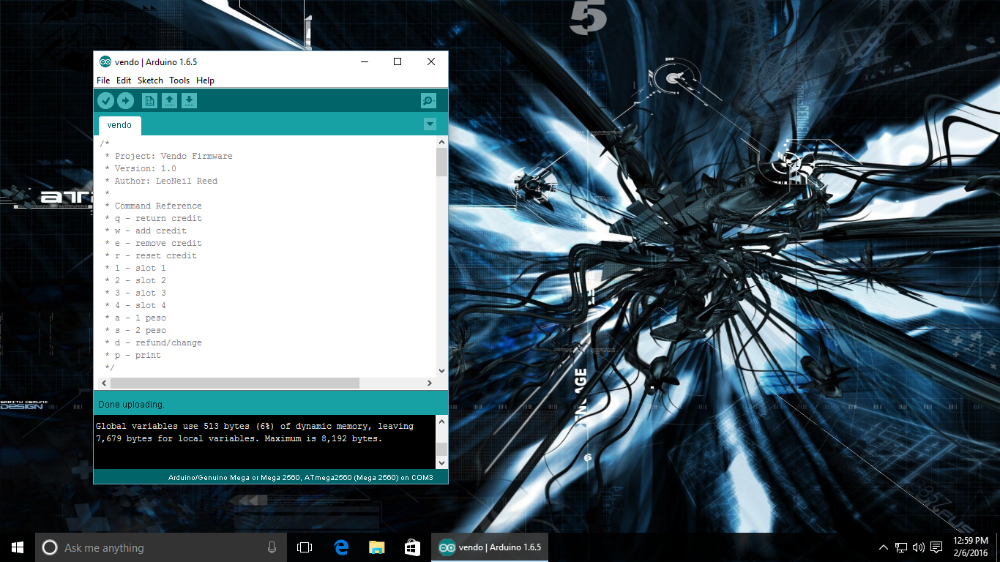 5
vendo | Arduino 1.6.5
File Edit Sketch Tools Help
vendo
/*
* Project: Vendo Firmware
* Version: 1.0
* Author: LeoNeil Reed
*
* Command Reference
* q - return credit
* w - add credit
* e - remove credit
* r - reset credit
* 1 - slot 1
* 2 - slot 2
* 3 - slot 3
* 4 - slot 4
* a - 1 peso
* s - 2 peso
* d - refund/change
* p - print
*/
Done uploading.
Global variables use 513 bytes (6%) of dynamic memory, leaving
7,679 bytes for local variables. Maximum is 8,192 bytes.
Arduino/Genuino Mega or Mega 2560, ATmega2560 (Mega 2560) on COM3
DESIGN
6
Ask me anything
vendo | Arduino 1.6.5
12:59 PM
2/6/2016